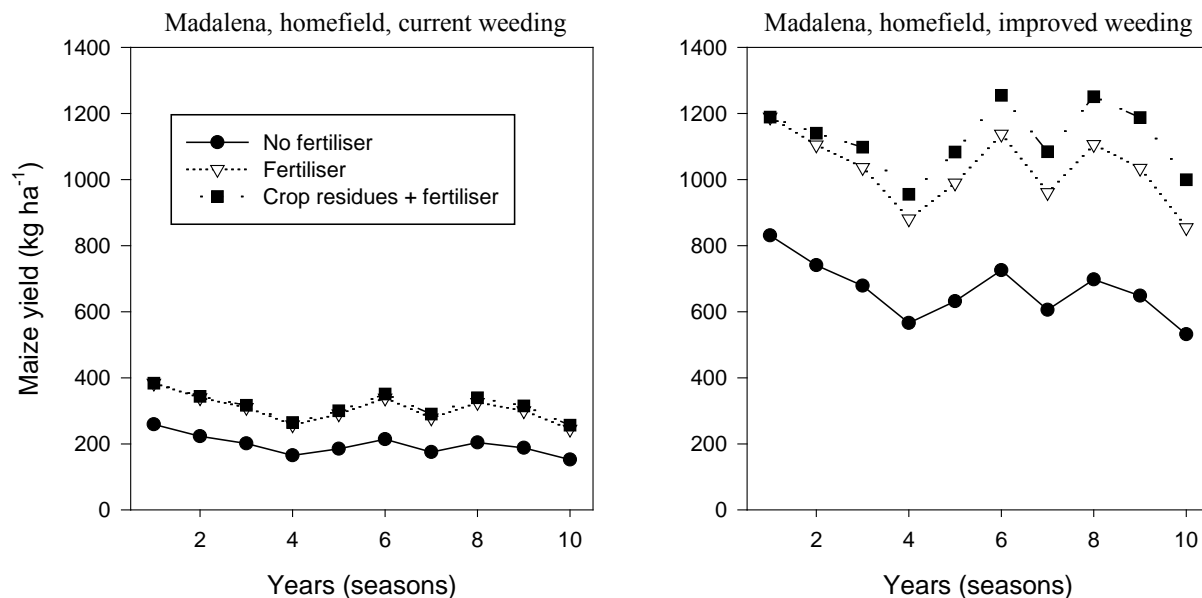 Madalena, homefield, current weeding
Madalena, homefield, improved weeding
1400
1200
1000
800
600
400
200
0
Maize yield (kg ha⁻¹)
No fertiliser
Fertiliser
Crop residues + fertiliser
2 4 6 8 10
Years (seasons)
1400
1200
1000
800
600
400
200
0
2 4 6 8 10
Years (seasons)